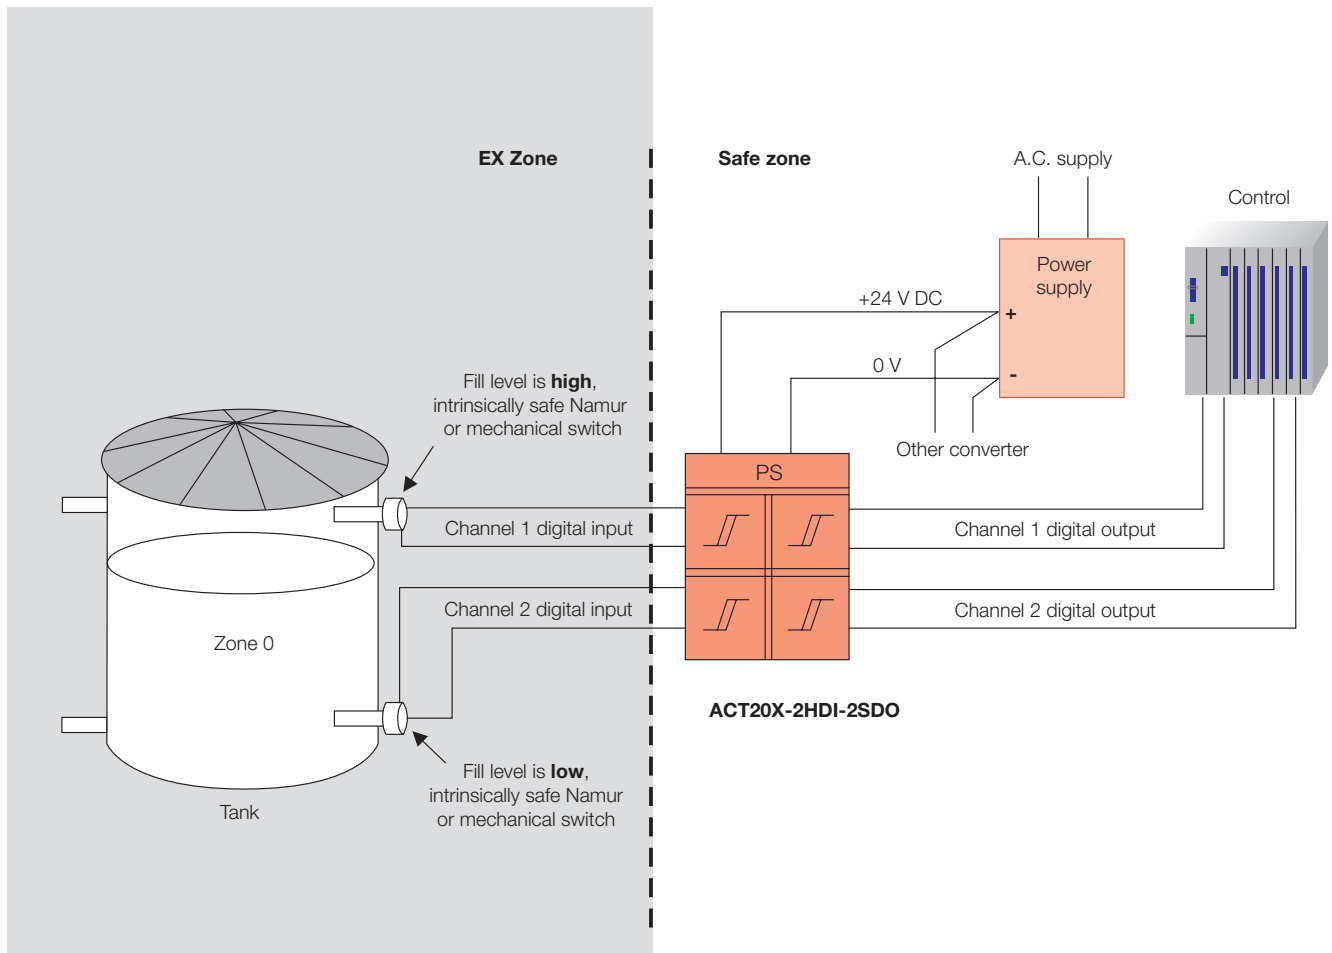 EX Zone
Safe zone
A.C. supply
Control
Power
supply
+24 V DC
+
0 V
-
Fill level is high,
intrinsically safe Namur
or mechanical switch
Other converter
PS
Channel 1 digital input
Channel 1 digital output
Channel 2 digital input
Channel 2 digital output
Zone 0
ACT20X-2HDI-2SDO
Fill level is low,
intrinsically safe Namur
or mechanical switch
Tank